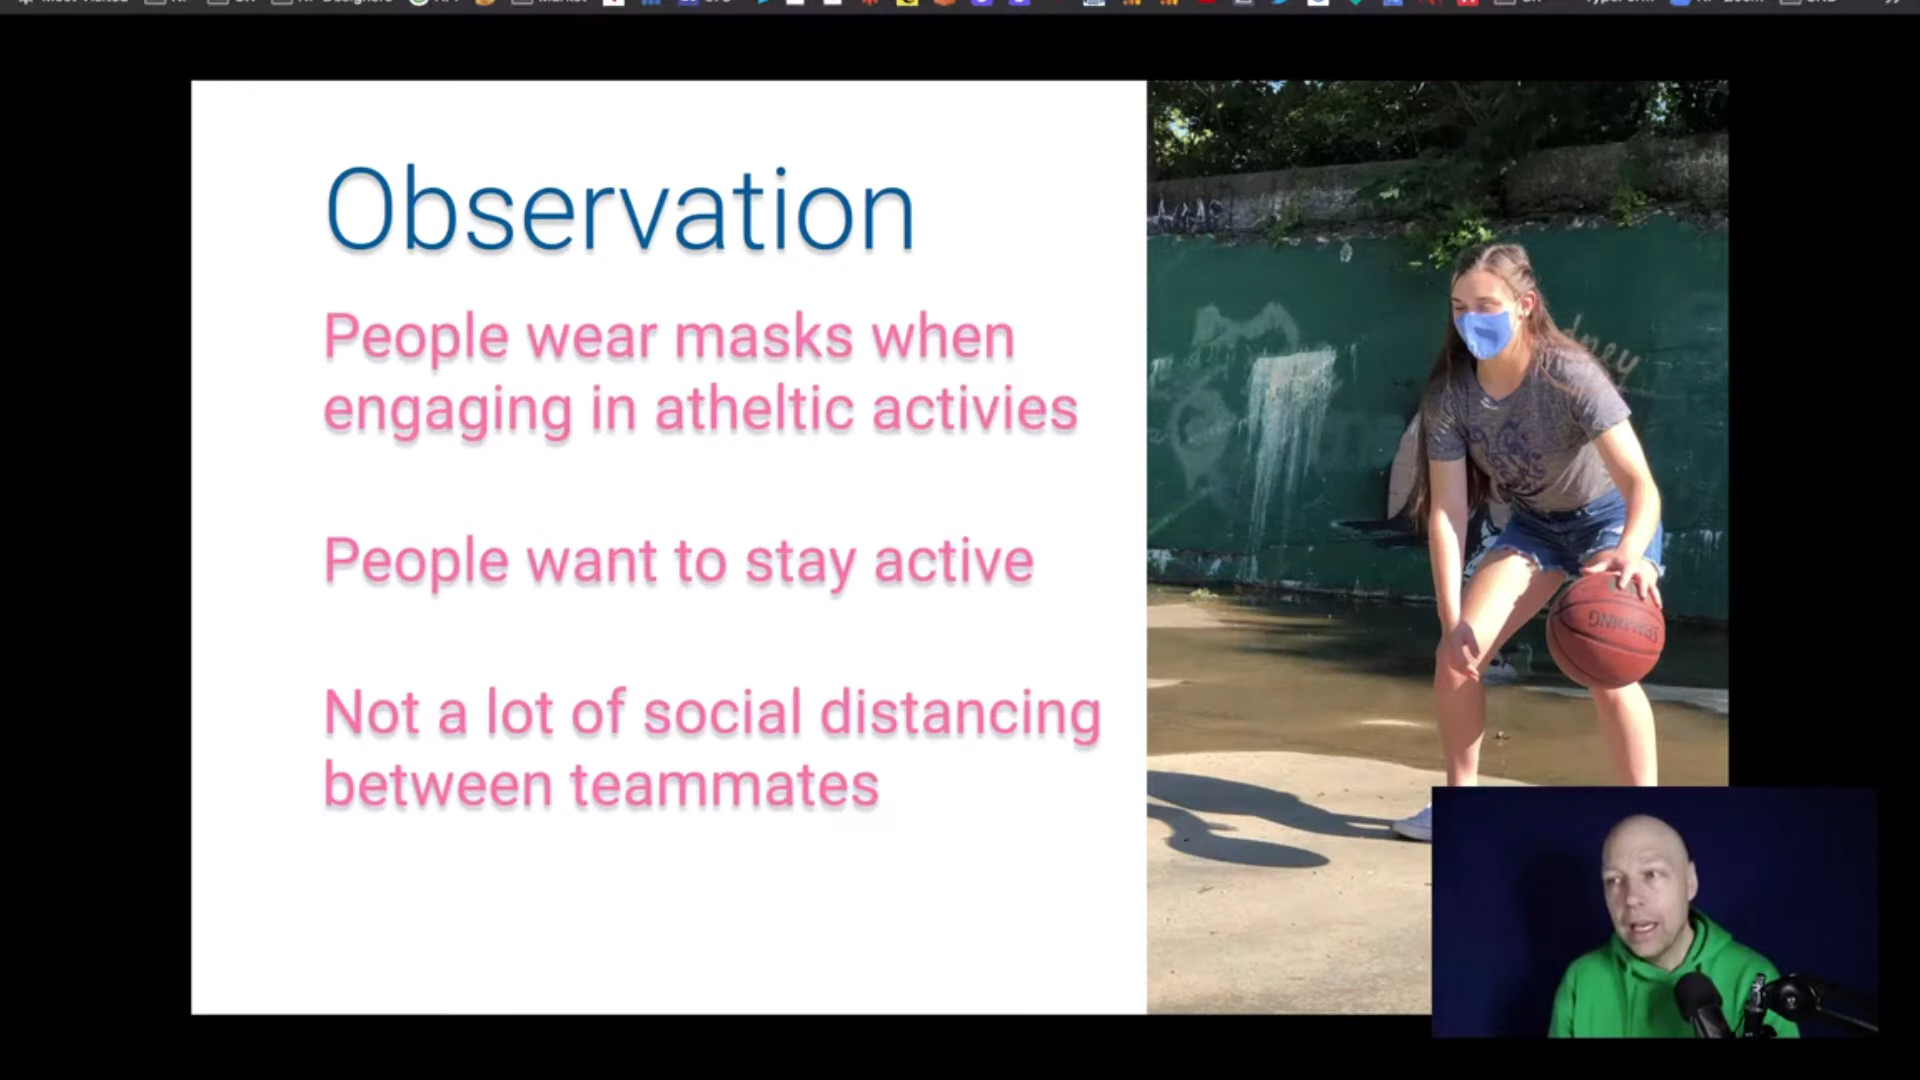 Observation
People wear masks when
engaging in atheltic activies
People want to stay active
Not a lot of social distancing
between teammates
SPALDING